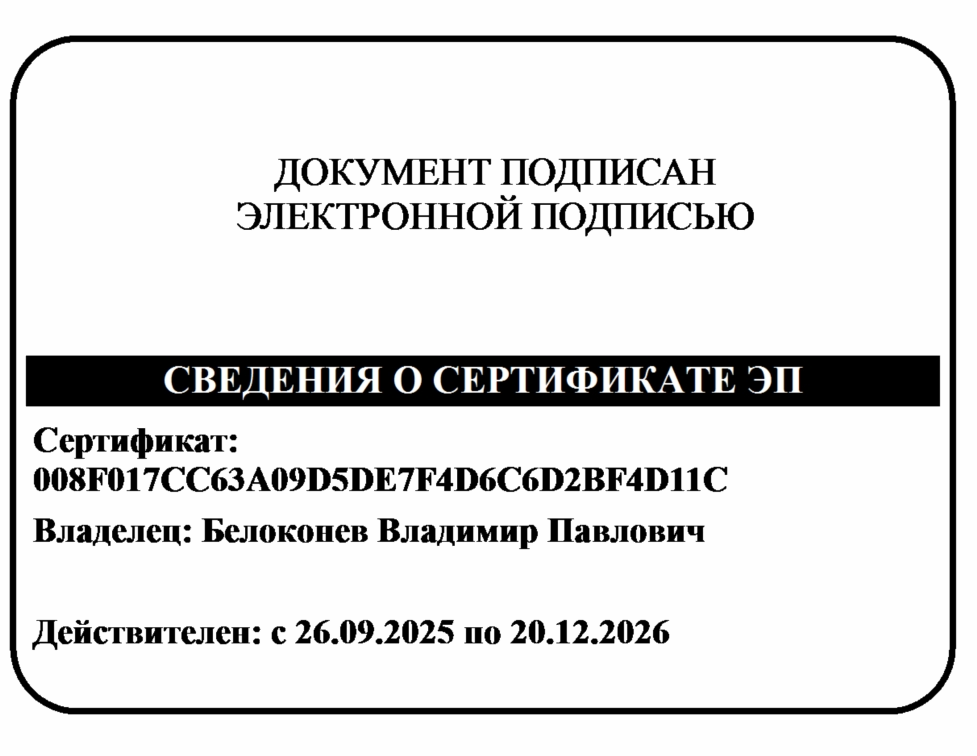 ДОКУМЕНТ ПОДПИСАН
ЭЛЕКТРОННОЙ ПОДПИСЬЮ
СВЕДЕНИЯ О СЕРТИФИКАТЕ ЭП
Сертификат:
008F017CC63A09D5DE7F4D6C6D2BF4D11C
Владелец: Белоконев Владимир Павлович
Действителен: с 26.09.2025 по 20.12.2026